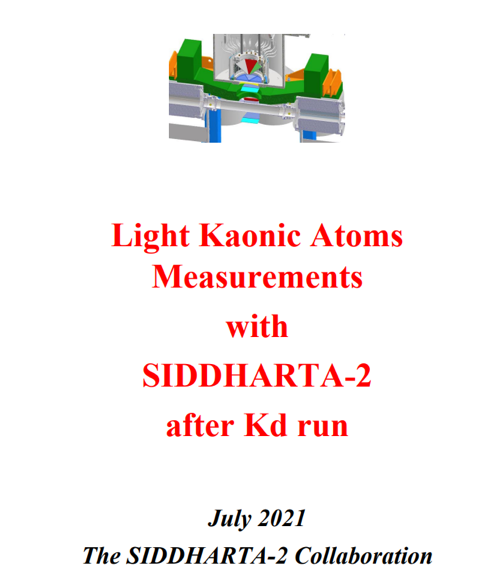 Light Kaonic Atoms
Measurements
with
SIDDHARTA-2
after Kd run
July 2021
The SIDDHARTA-2 Collaboration